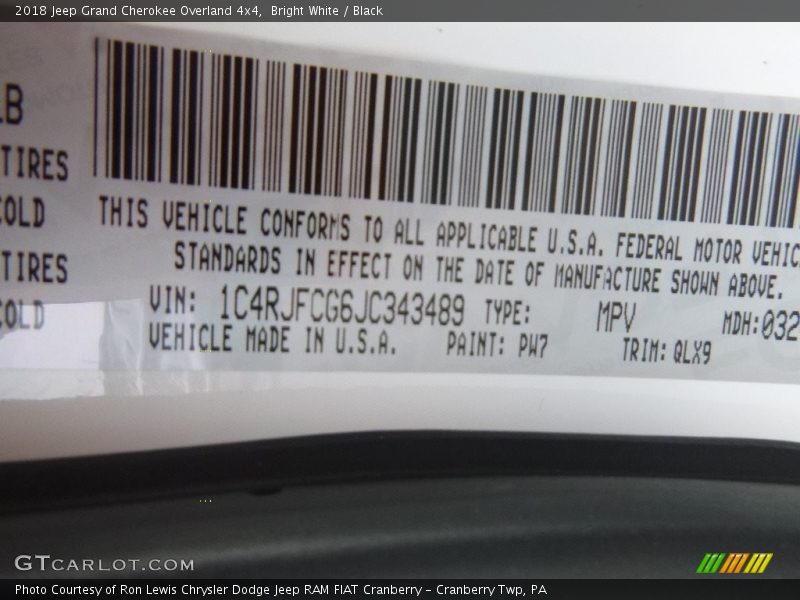 2018 Jeep Grand Cherokee Overland 4x4, Bright White / Black
LB
TIRES
COLD
TIRES
COLD
THIS VEHICLE CONFORMS TO ALL APPLICABLE U.S.A. FEDERAL MOTOR VEHIC
STANDARDS IN EFFECT ON THE DATE OF MANUFACTURE SHOWN ABOVE.
VIN: 1C4RJFCG6JC343489 TYPE: MPV MDH:032
VEHICLE MADE IN U.S.A. PAINT: PW7 TRIM: QLX9
GTCARLOT.COM
Photo Courtesy of Ron Lewis Chrysler Dodge Jeep RAM FIAT Cranberry – Cranberry Twp, PA